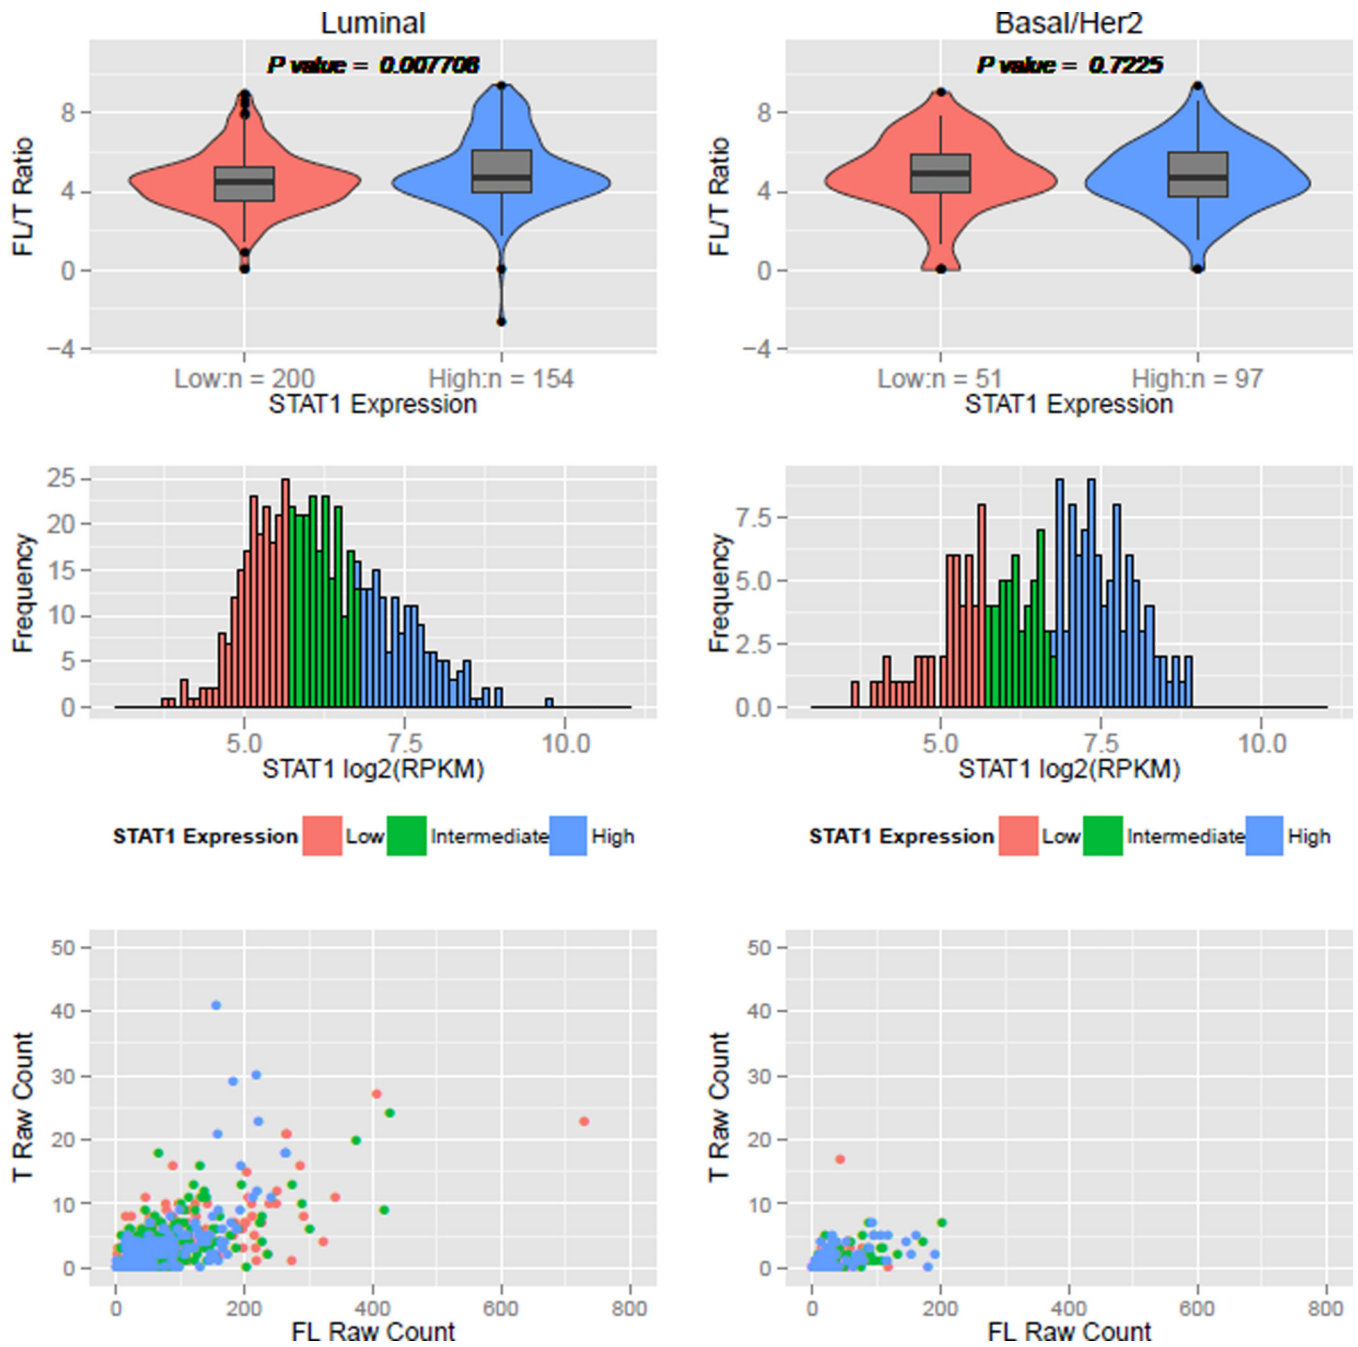 Luminal
Basal/Her2
P value = 0.007708
P value = 0.7225
FL/T Ratio
8
4
0
−4
Low:n = 200
High:n = 154
STAT1 Expression
FL/T Ratio
8
4
0
−4
Low:n = 51
High:n = 97
STAT1 Expression
Frequency
25
20
15
10
5
0
5.0
7.5
10.0
STAT1 log2(RPKM)
Frequency
7.5
5.0
2.5
0.0
5.0
7.5
10.0
STAT1 log2(RPKM)
STAT1 Expression Low Intermediate High
STAT1 Expression Low Intermediate High
T Raw Count
50
40
30
20
10
0
0
200
400
600
800
FL Raw Count
T Raw Count
50
40
30
20
10
0
0
200
400
600
800
FL Raw Count